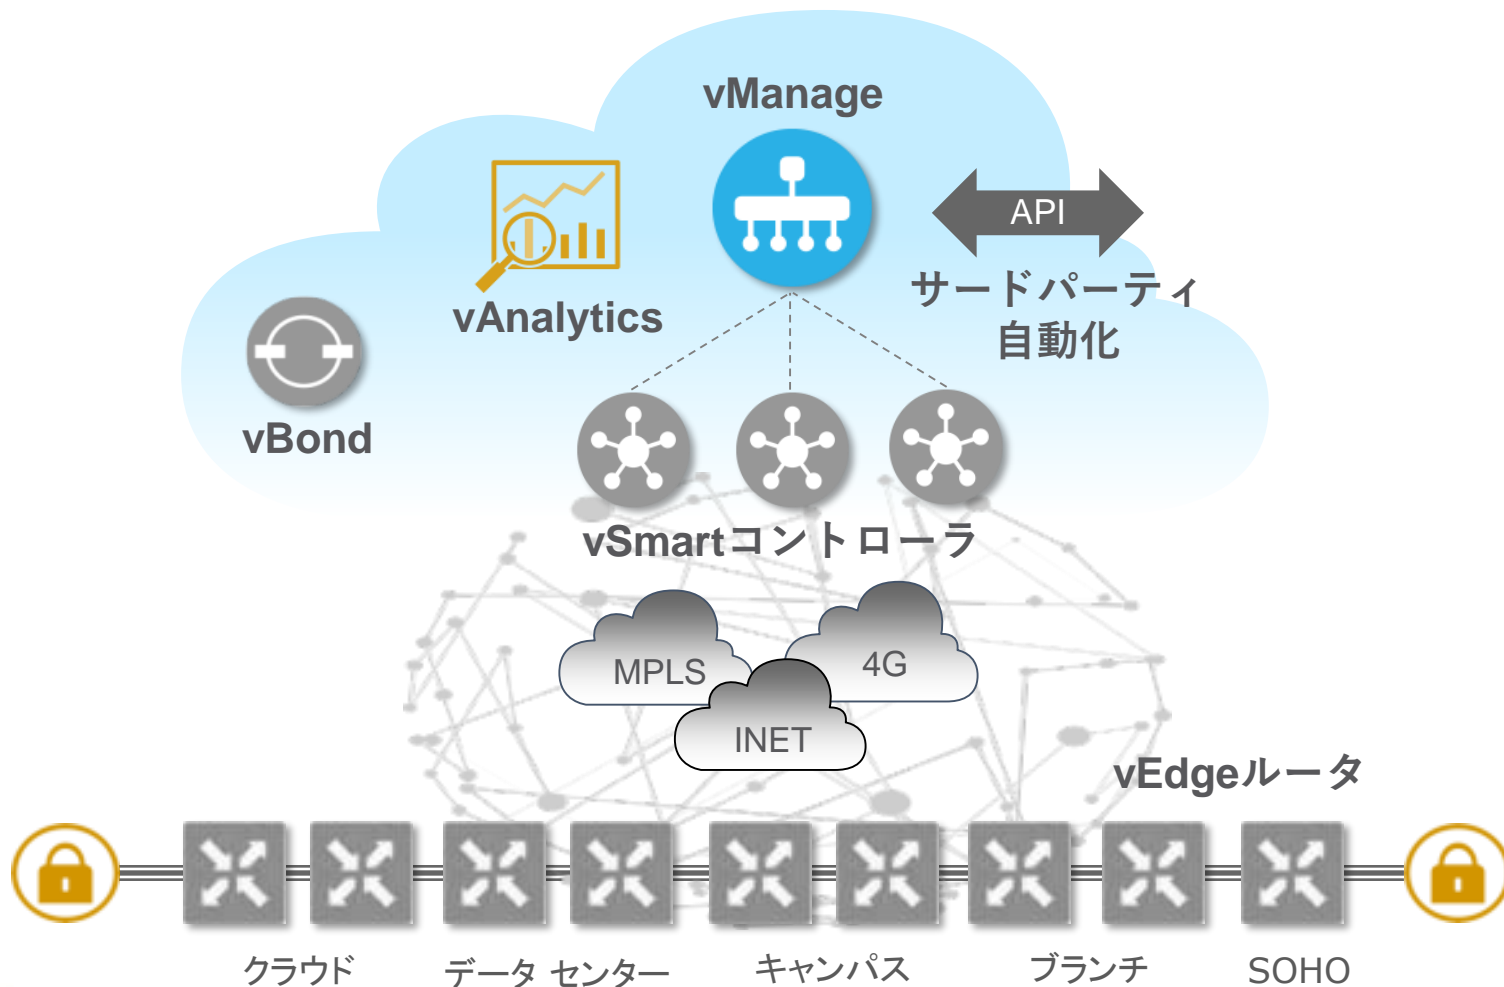 vManage
API
サードパーティ
自動化
vAnalytics
vBond
vSmartコントローラ
MPLS
4G
INET
vEdgeルータ
クラウド
データ センター
キャンパス
ブランチ
SOHO